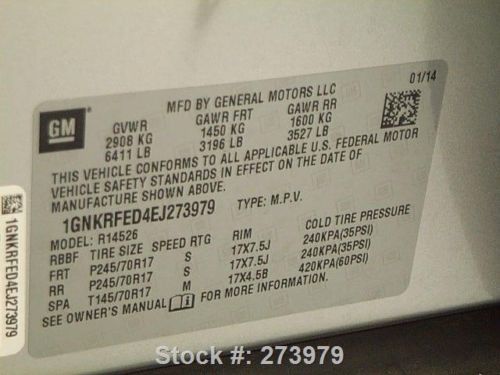 GM
MFD BY GENERAL MOTORS LLC
01/14
GVWR GAWR FRT GAWR RR
2908 KG 1450 KG 1600 KG
6411 LB 3196 LB 3527 LB
THIS VEHICLE CONFORMS TO ALL APPLICABLE U.S. FEDERAL MOTOR
VEHICLE SAFETY STANDARDS IN EFFECT ON THE DATE OF
MANUFACTURE SHOWN ABOVE.
1GNKRFED4EJ273979 TYPE: M.P.V.
MODEL: R14526
RBBF TIRE SIZE SPEED RTG RIM COLD TIRE PRESSURE
FRT P245/70R17 S 17X7.5J 240KPA(35PSI)
RR P245/70R17 S 17X7.5J 240KPA(35PSI)
SPA T145/70R17 M 17X4.5B 420KPA(60PSI)
SEE OWNER'S MANUAL FOR MORE INFORMATION.
1GNKRFED4EJ273979
Stock #: 273979